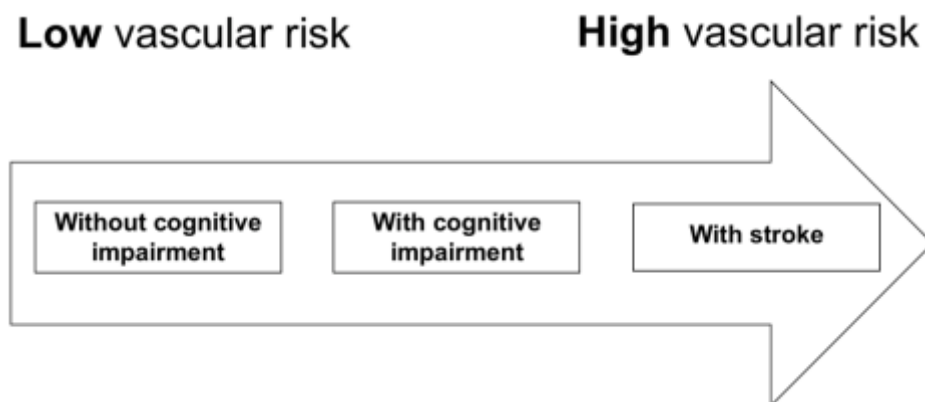 Low vascular risk
High vascular risk
Without cognitive
impairment
With cognitive
impairment
With stroke